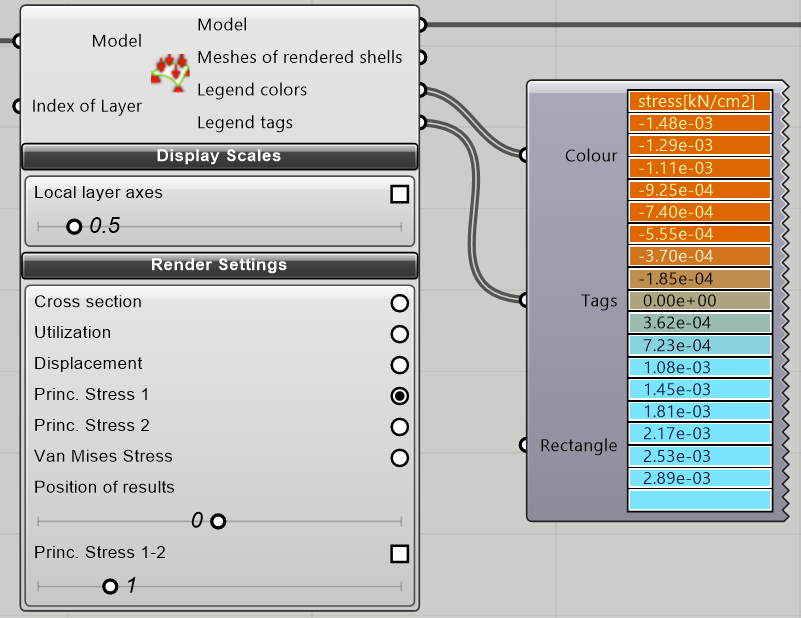 Model
Index of Layer
Model
Meshes of rendered shells
Legend colors
Legend tags
Display Scales
Local layer axes
0.5
Render Settings
Cross section
Utilization
Displacement
Princ. Stress 1
Princ. Stress 2
Van Mises Stress
Position of results
0
Princ. Stress 1-2
1
Colour
Tags
Rectangle
stress[kN/cm2]
-1.48e-03
-1.29e-03
-1.11e-03
-9.25e-04
-7.40e-04
-5.55e-04
-3.70e-04
-1.85e-04
0.00e+00
3.62e-04
7.23e-04
1.08e-03
1.45e-03
1.81e-03
2.17e-03
2.53e-03
2.89e-03